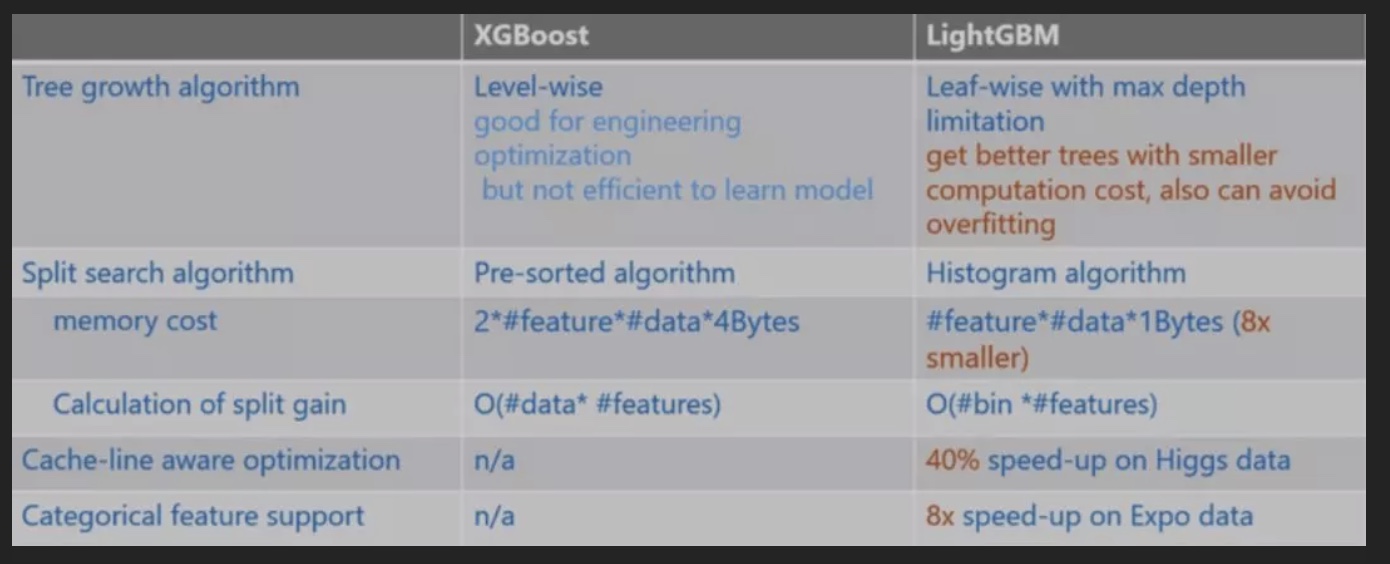 XGBoost
LightGBM
Tree growth algorithm
Level-wise
good for engineering
optimization
but not efficient to learn model
Leaf-wise with max depth
limitation
get better trees with smaller
computation cost, also can avoid
overfitting
Split search algorithm
Pre-sorted algorithm
Histogram algorithm
memory cost
2*#feature*#data*4Bytes
#feature*#data*1Bytes (8x
smaller)
Calculation of split gain
O(#data* #features)
O(#bin *#features)
Cache-line aware optimization
n/a
40% speed-up on Higgs data
Categorical feature support
n/a
8x speed-up on Expo data